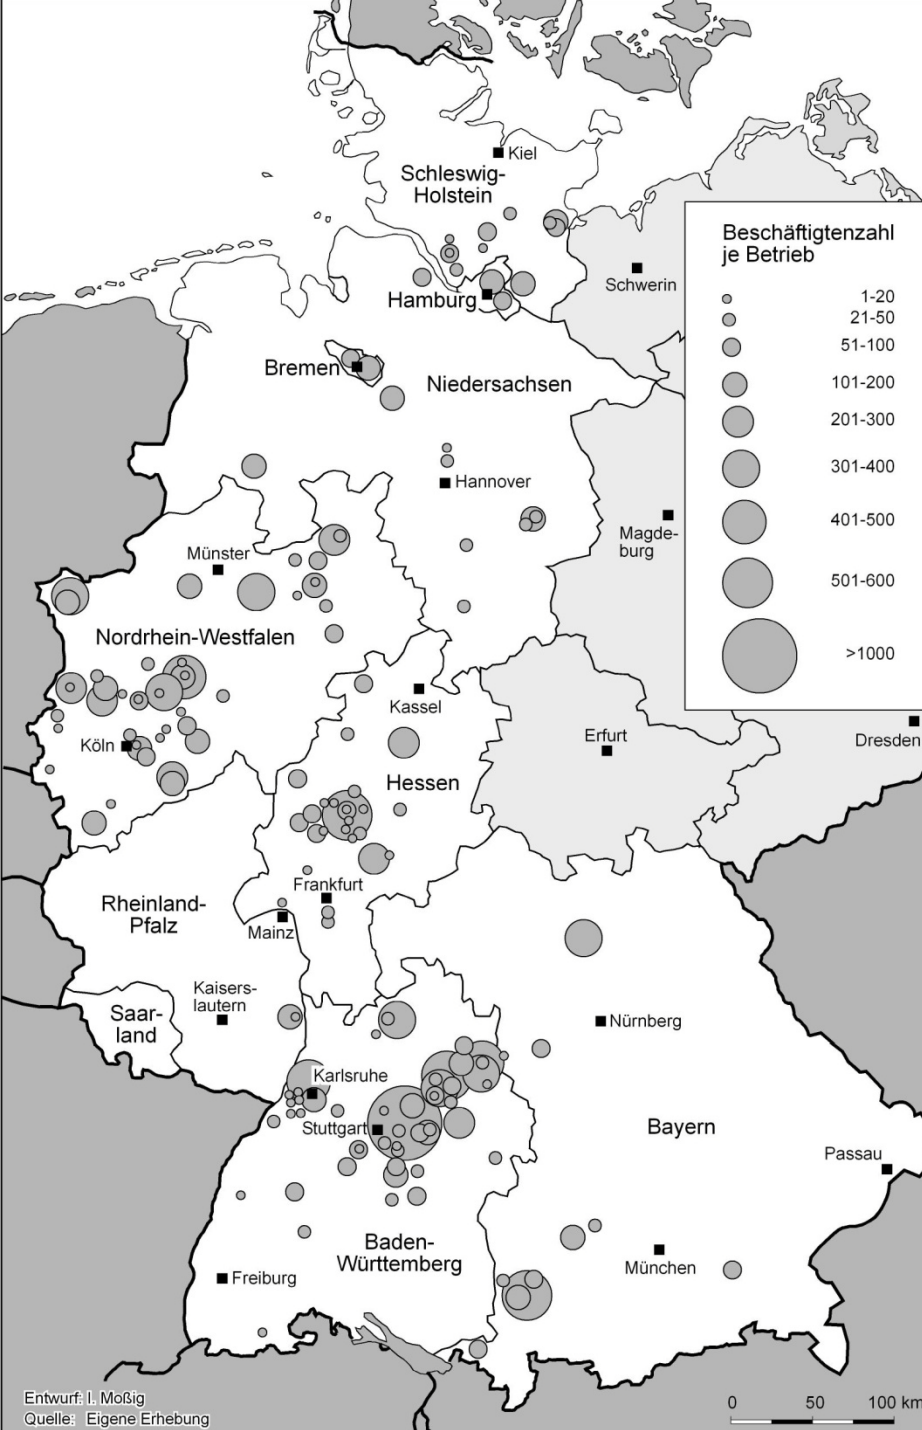 Kiel
Schleswig-
Holstein
Hamburg
Schwerin
Bremen
Niedersachsen
Hannover
Magde-
burg
Münster
Nordrhein-Westfalen
Kassel
Köln
Erfurt
Dresden
Hessen
Frankfurt
Rheinland-
Pfalz
Mainz
Kaisers-
lautern
Saar-
land
Nürnberg
Karlsruhe
Stuttgart
Bayern
Passau
Baden-
Württemberg
München
Freiburg
Beschäftigtenzahl
je Betrieb
1-20
21-50
51-100
101-200
201-300
301-400
401-500
501-600
>1000
Entwurf: I. Moßig
Quelle: Eigene Erhebung
0 50 100 km